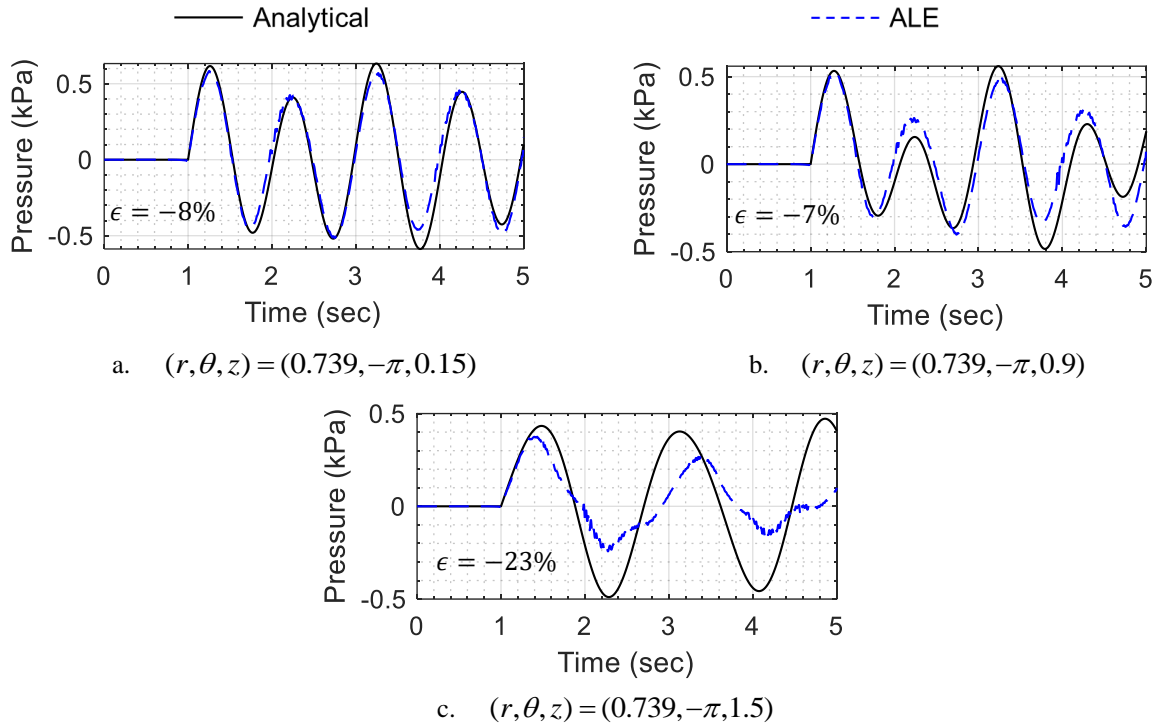 Analytical
ALE
Pressure (kPa)
0.5
0
-0.5
ϵ = −8%
0 1 2 3 4 5
Time (sec)
a. (r,θ,z) = (0.739,−π,0.15)
Pressure (kPa)
0.5
0
-0.5
ϵ = −7%
0 1 2 3 4 5
Time (sec)
b. (r,θ,z) = (0.739,−π,0.9)
Pressure (kPa)
0.5
0
-0.5
ϵ = −23%
0 1 2 3 4 5
Time (sec)
c. (r,θ,z) = (0.739,−π,1.5)